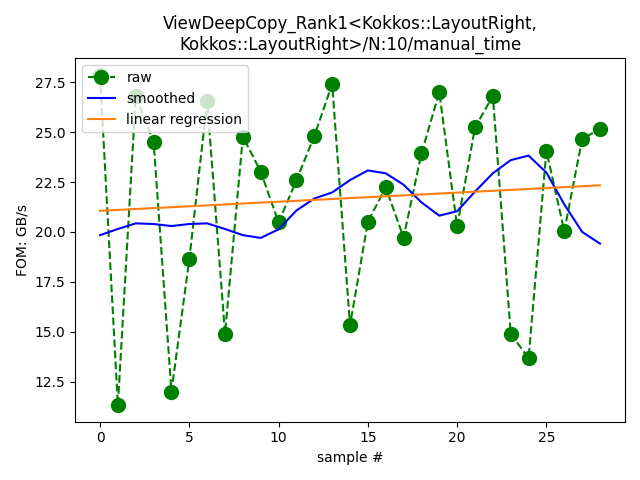 ViewDeepCopy_Rank1<Kokkos::LayoutRight,
Kokkos::LayoutRight>/N:10/manual_time
raw
smoothed
linear regression
FOM: GB/s
27.5
25.0
22.5
20.0
17.5
15.0
12.5
0
5
10
15
20
25
sample #